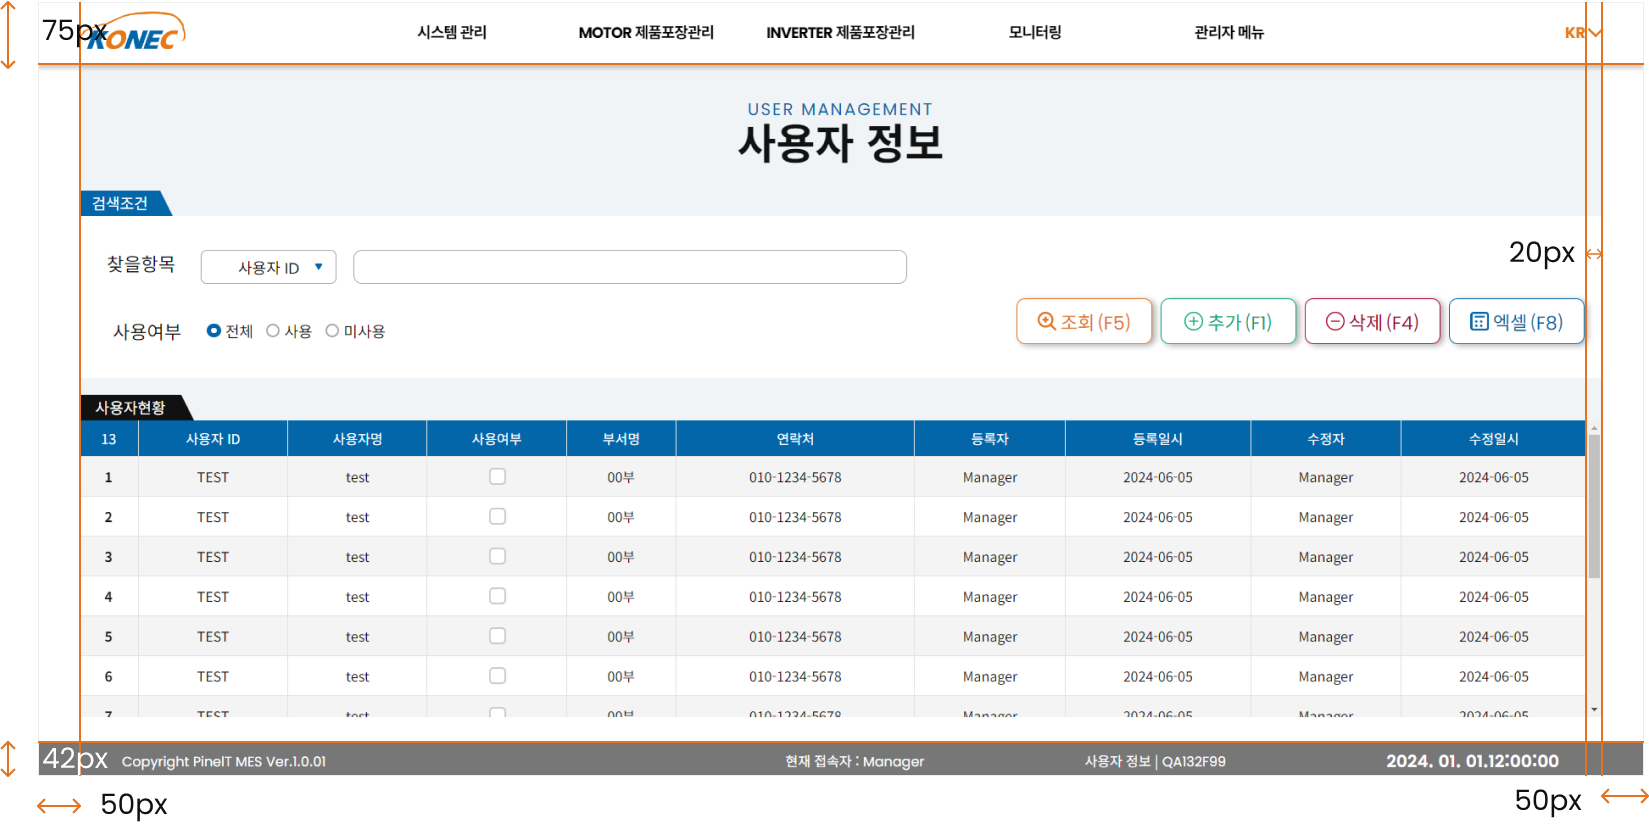 75px
KONEC
시스템 관리 MOTOR 제품포장관리 INVERTER 제품포장관리 모니터링 관리자 메뉴 KR
USER MANAGEMENT
사용자 정보
검색조건
찾을항목 사용자 ID ▼
20px
사용여부 전체 사용 미사용
조회 (F5) 추가 (F1) 삭제 (F4) 엑셀 (F8)
사용자현황
13 사용자 ID 사용자명 사용여부 부서명 연락처 등록자 등록일시 수정자 수정일시
1 TEST test 00부 010-1234-5678 Manager 2024-06-05 Manager 2024-06-05
2 TEST test 00부 010-1234-5678 Manager 2024-06-05 Manager 2024-06-05
3 TEST test 00부 010-1234-5678 Manager 2024-06-05 Manager 2024-06-05
4 TEST test 00부 010-1234-5678 Manager 2024-06-05 Manager 2024-06-05
5 TEST test 00부 010-1234-5678 Manager 2024-06-05 Manager 2024-06-05
6 TEST test 00부 010-1234-5678 Manager 2024-06-05 Manager 2024-06-05
7 TEST test 00부 010-1234-5678 Manager 2024-06-05 Manager 2024-06-05
42px Copyright PineIT MES Ver.1.0.01 현재 접속자 : Manager 사용자 정보 | QA132F99 2024. 01. 01.12:00:00
50px 50px